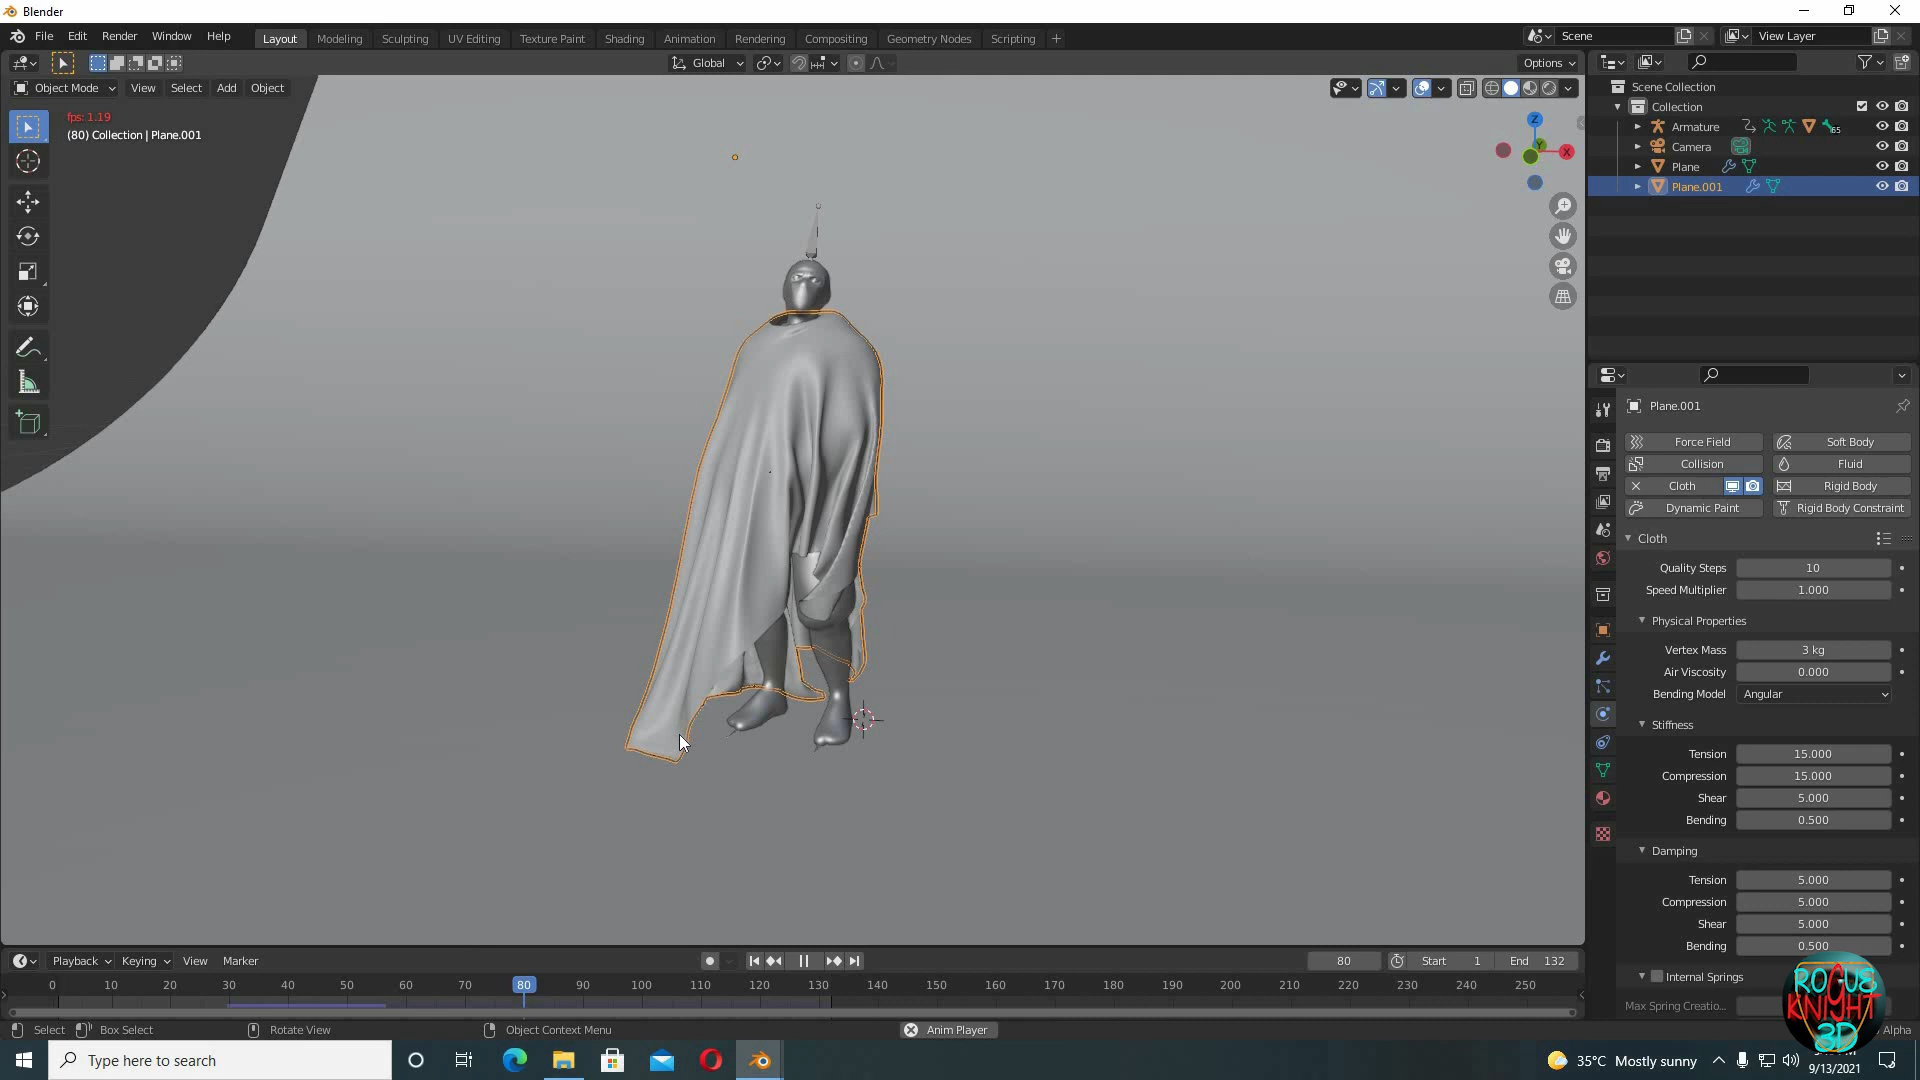 Blender
File Edit Render Window Help
Layout Modeling Sculpting UV Editing Texture Paint Shading Animation Rendering Compositing Geometry Nodes Scripting
Scene
View Layer
Global
Options
Object Mode View Select Add Object
fps: 1.19
(80) Collection | Plane.001
Z
Y
X
Scene Collection
Collection
Armature
65
Camera
Plane
Plane.001
Plane.001
Force Field
Soft Body
Collision
Fluid
Cloth
Rigid Body
Dynamic Paint
Rigid Body Constraint
Cloth
Quality Steps 10
Speed Multiplier 1.000
Physical Properties
Vertex Mass 3 kg
Air Viscosity 0.000
Bending Model Angular
Stiffness
Tension 15.000
Compression 15.000
Shear 5.000
Bending 0.500
Damping
Tension 5.000
Compression 5.000
Shear 5.000
Bending 0.500
Internal Springs
Max Spring Creatio...
Playback Keying View Marker
80
Start 1 End 132
0 10 20 30 40 50 60 70 80 90 100 110 120 130 140 150 160 170 180 190 200 210 220 230 240 250
Select Box Select Rotate View Object Context Menu
Anim Player
Alpha
ROGUE
KNIGHT
3D
Type here to search
35°C Mostly sunny
9/13/2021